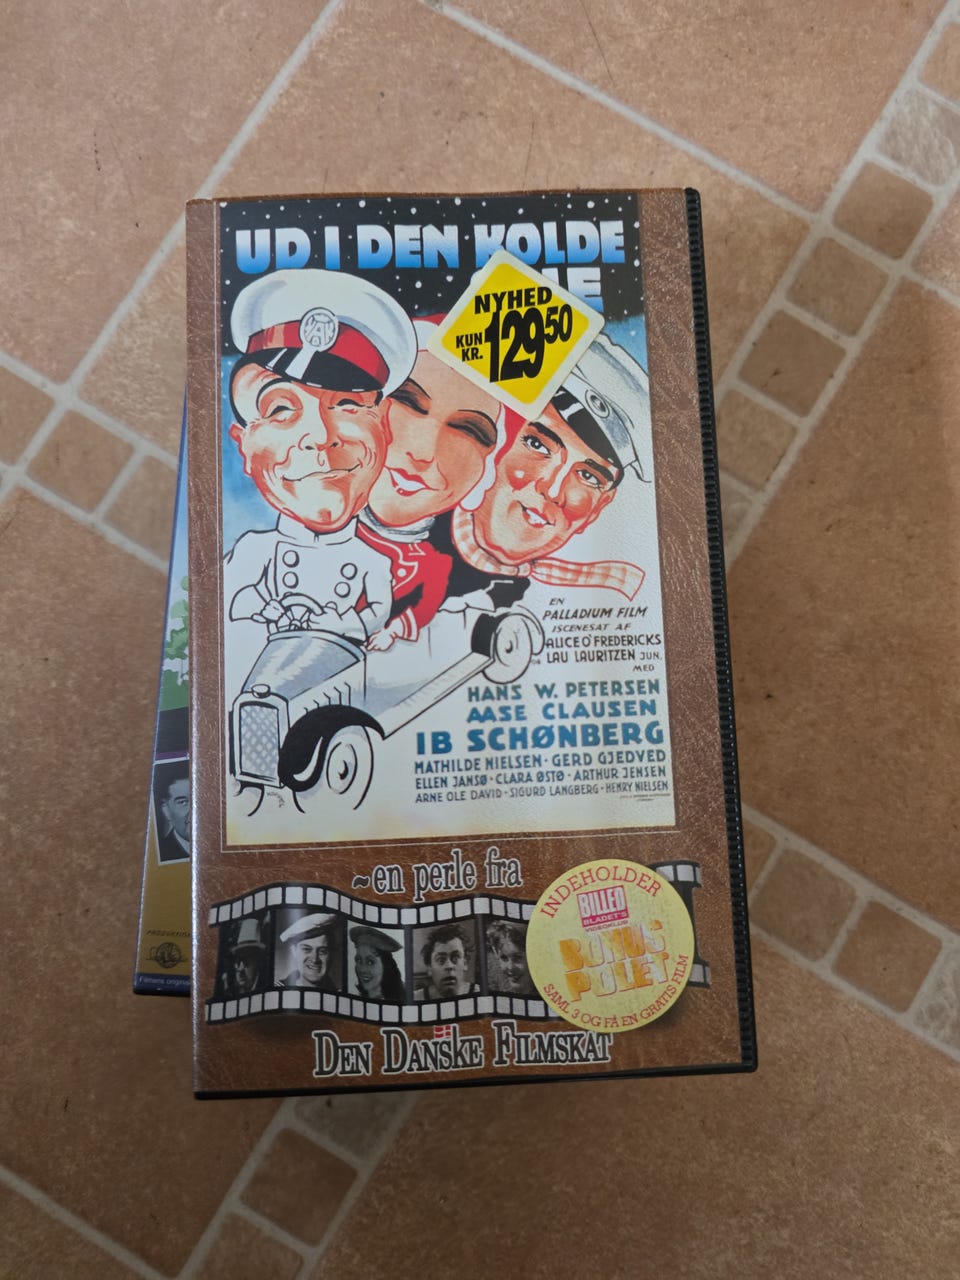 UD I DEN KOLDE
NYHED
KUN
KR. 129 50
EN
PALLADIUM FILM
ISCENESAT AF
ALICE O'FREDERICKS
OG LAU LAURITZEN JUN.
MED
HANS W. PETERSEN
AASE CLAUSEN
IB SCHØNBERG
MATHILDE NIELSEN · GERD GJEDVED
ELLEN JANSØ · CLARA ØSTØ · ARTHUR JENSEN
ARNE OLE DAVID · SIGURD LANGBERG · HENRY NIELSEN
~en perle fra
INDEHOLDER
BILLED
BLADET'S
VIDEOKLUB
BONUS
POLET
SAML 3 OG FÅ EN GRATIS FILM
DEN DANSKE FILMSKAT
Filmens original